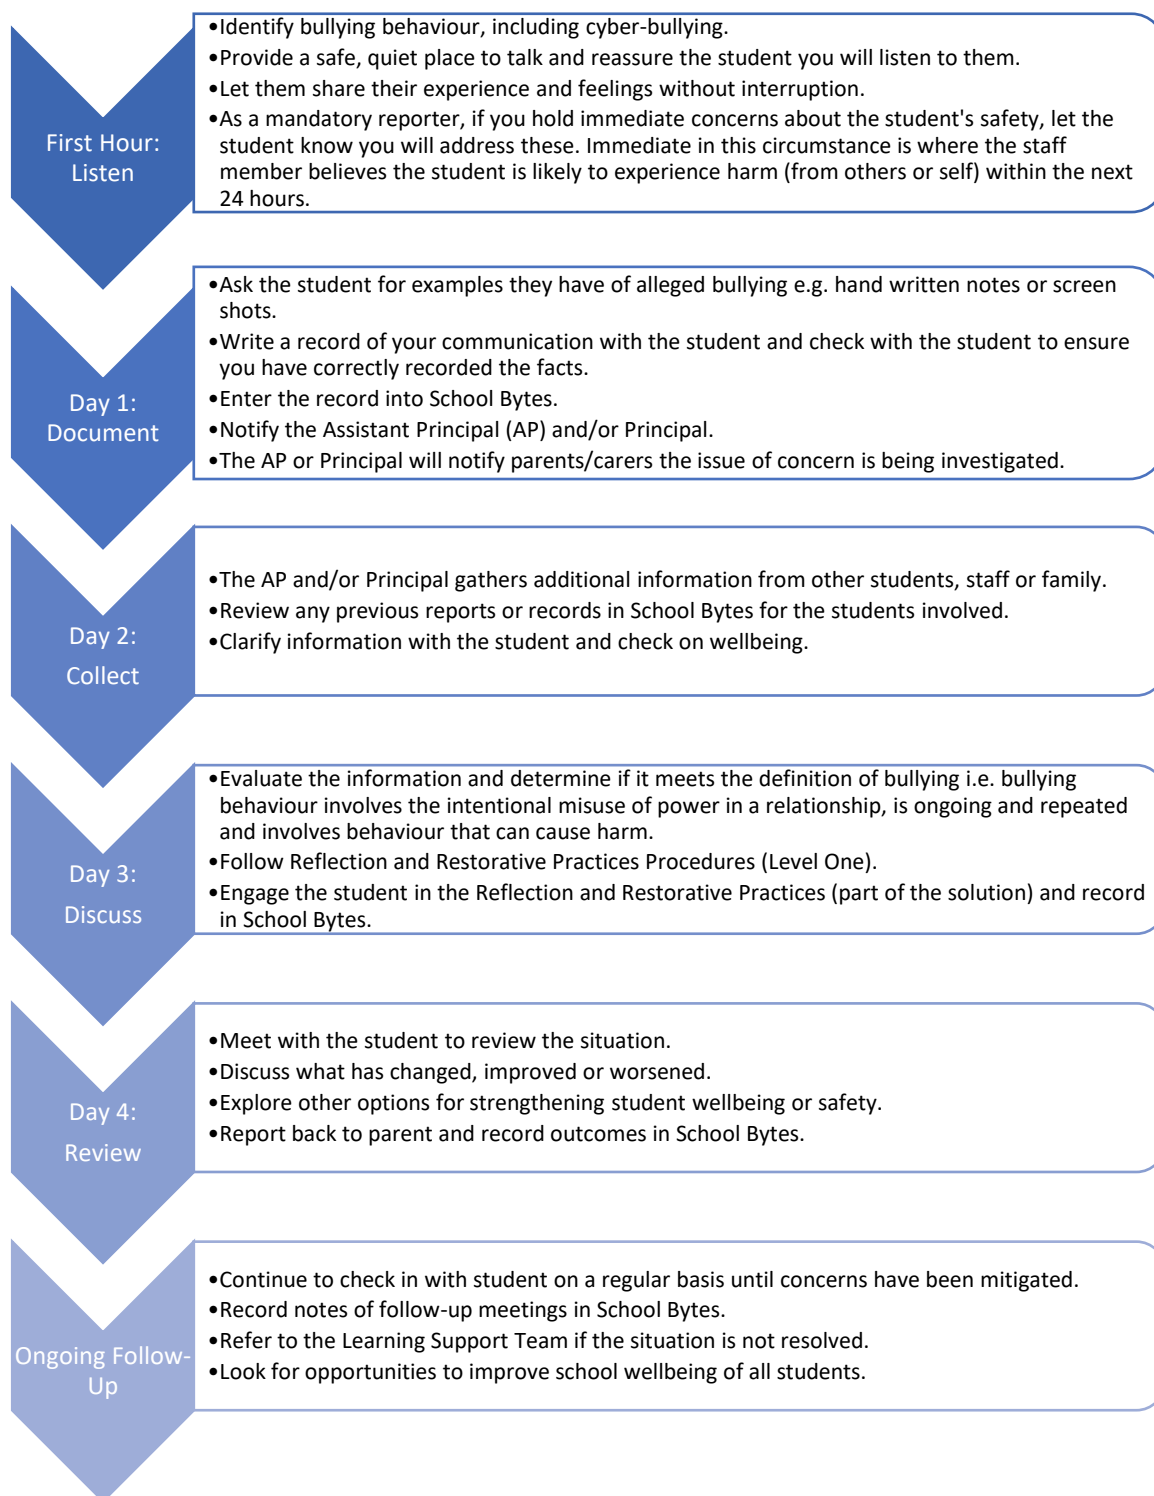 First Hour:
Listen
•Identify bullying behaviour, including cyber-bullying.
•Provide a safe, quiet place to talk and reassure the student you will listen to them.
•Let them share their experience and feelings without interruption.
•As a mandatory reporter, if you hold immediate concerns about the student's safety, let the
student know you will address these. Immediate in this circumstance is where the staff
member believes the student is likely to experience harm (from others or self) within the next
24 hours.
Day 1:
Document
•Ask the student for examples they have of alleged bullying e.g. hand written notes or screen
shots.
•Write a record of your communication with the student and check with the student to ensure
you have correctly recorded the facts.
•Enter the record into School Bytes.
•Notify the Assistant Principal (AP) and/or Principal.
•The AP or Principal will notify parents/carers the issue of concern is being investigated.
Day 2:
Collect
•The AP and/or Principal gathers additional information from other students, staff or family.
•Review any previous reports or records in School Bytes for the students involved.
•Clarify information with the student and check on wellbeing.
Day 3:
Discuss
•Evaluate the information and determine if it meets the definition of bullying i.e. bullying
behaviour involves the intentional misuse of power in a relationship, is ongoing and repeated
and involves behaviour that can cause harm.
•Follow Reflection and Restorative Practices Procedures (Level One).
•Engage the student in the Reflection and Restorative Practices (part of the solution) and record
in School Bytes.
Day 4:
Review
•Meet with the student to review the situation.
•Discuss what has changed, improved or worsened.
•Explore other options for strengthening student wellbeing or safety.
•Report back to parent and record outcomes in School Bytes.
Ongoing Follow-
Up
•Continue to check in with student on a regular basis until concerns have been mitigated.
•Record notes of follow-up meetings in School Bytes.
•Refer to the Learning Support Team if the situation is not resolved.
•Look for opportunities to improve school wellbeing of all students.